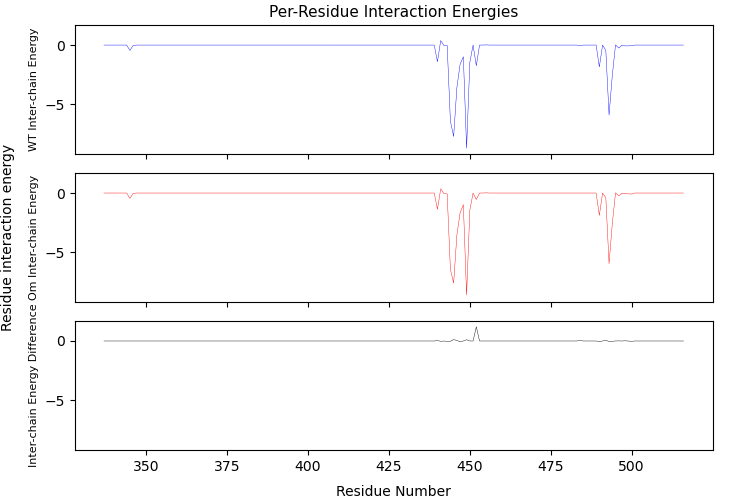 Per-Residue Interaction Energies
Residue interaction energy
WT Inter-chain Energy
0
−5
Om Inter-chain Energy
0
−5
Inter-chain Energy Difference
0
−5
350 375 400 425 450 475 500
Residue Number